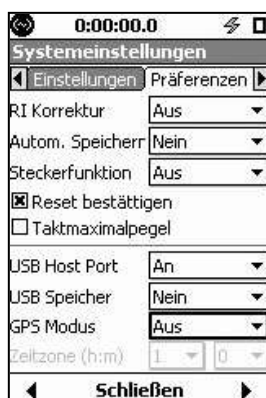 0:00:00.0
Systemeinstellungen
Einstellungen Präferenzen
RI Korrektur Aus
Autom. Speicherr Nein
Steckerfunktion Aus
Reset bestättigen
Taktmaximalpegel
USB Host Port An
USB Speicher Nein
GPS Modus Aus
Zeitzone (h:m) 1 0
Schließen